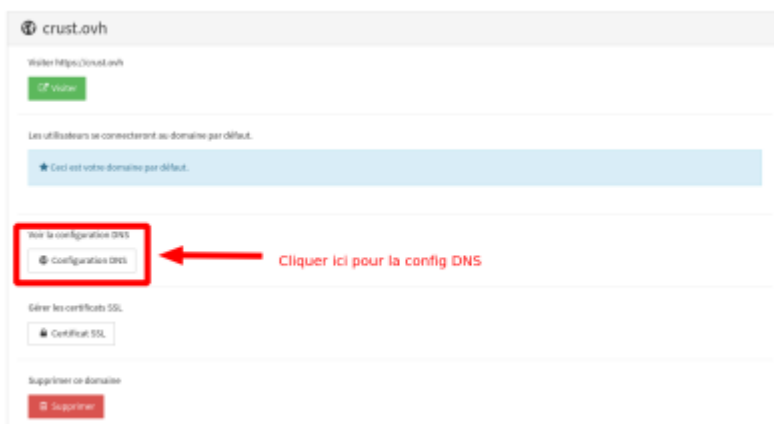 crust.ovh
Visiter https://crust.ovh
Visiter
Les utilisateurs se connecteront au domaine par défaut.
Ceci est votre domaine par défaut.
Voir la configuration DNS
Configuration DNS
Cliquer ici pour la config DNS
Gérer les certificats SSL.
Certificat SSL
Supprimer ce domaine
Supprimer